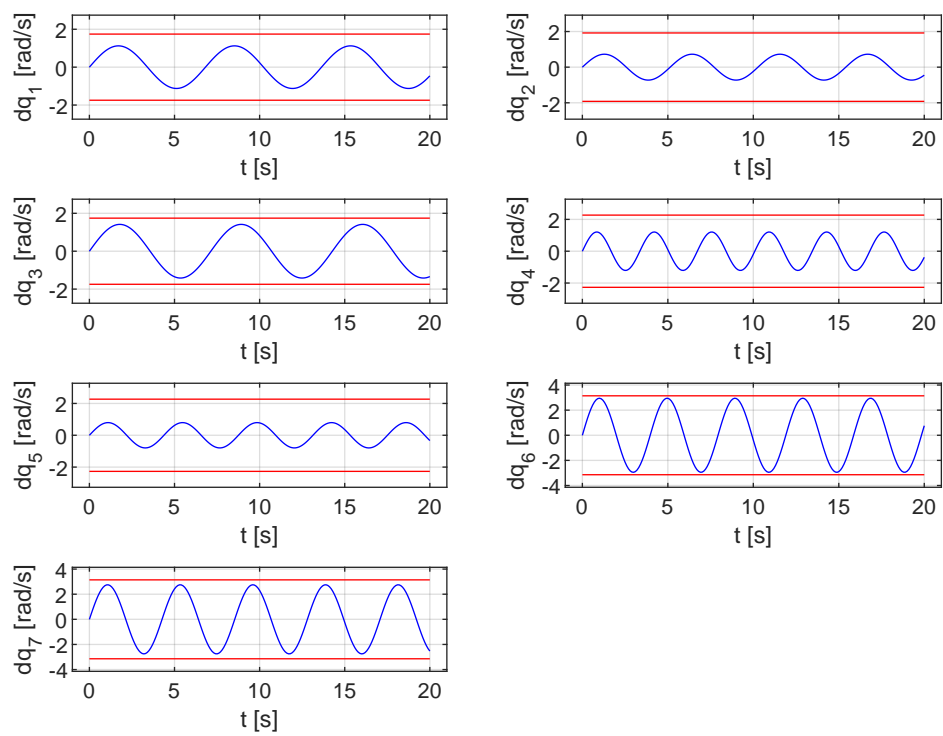 dq1 [rad/s]
2
0
-2
0 5 10 15 20
t [s]
dq2 [rad/s]
2
0
-2
0 5 10 15 20
t [s]
dq3 [rad/s]
2
0
-2
0 5 10 15 20
t [s]
dq4 [rad/s]
2
0
-2
0 5 10 15 20
t [s]
dq5 [rad/s]
2
0
-2
0 5 10 15 20
t [s]
dq6 [rad/s]
4
2
0
-2
-4
0 5 10 15 20
t [s]
dq7 [rad/s]
4
2
0
-2
-4
0 5 10 15 20
t [s]